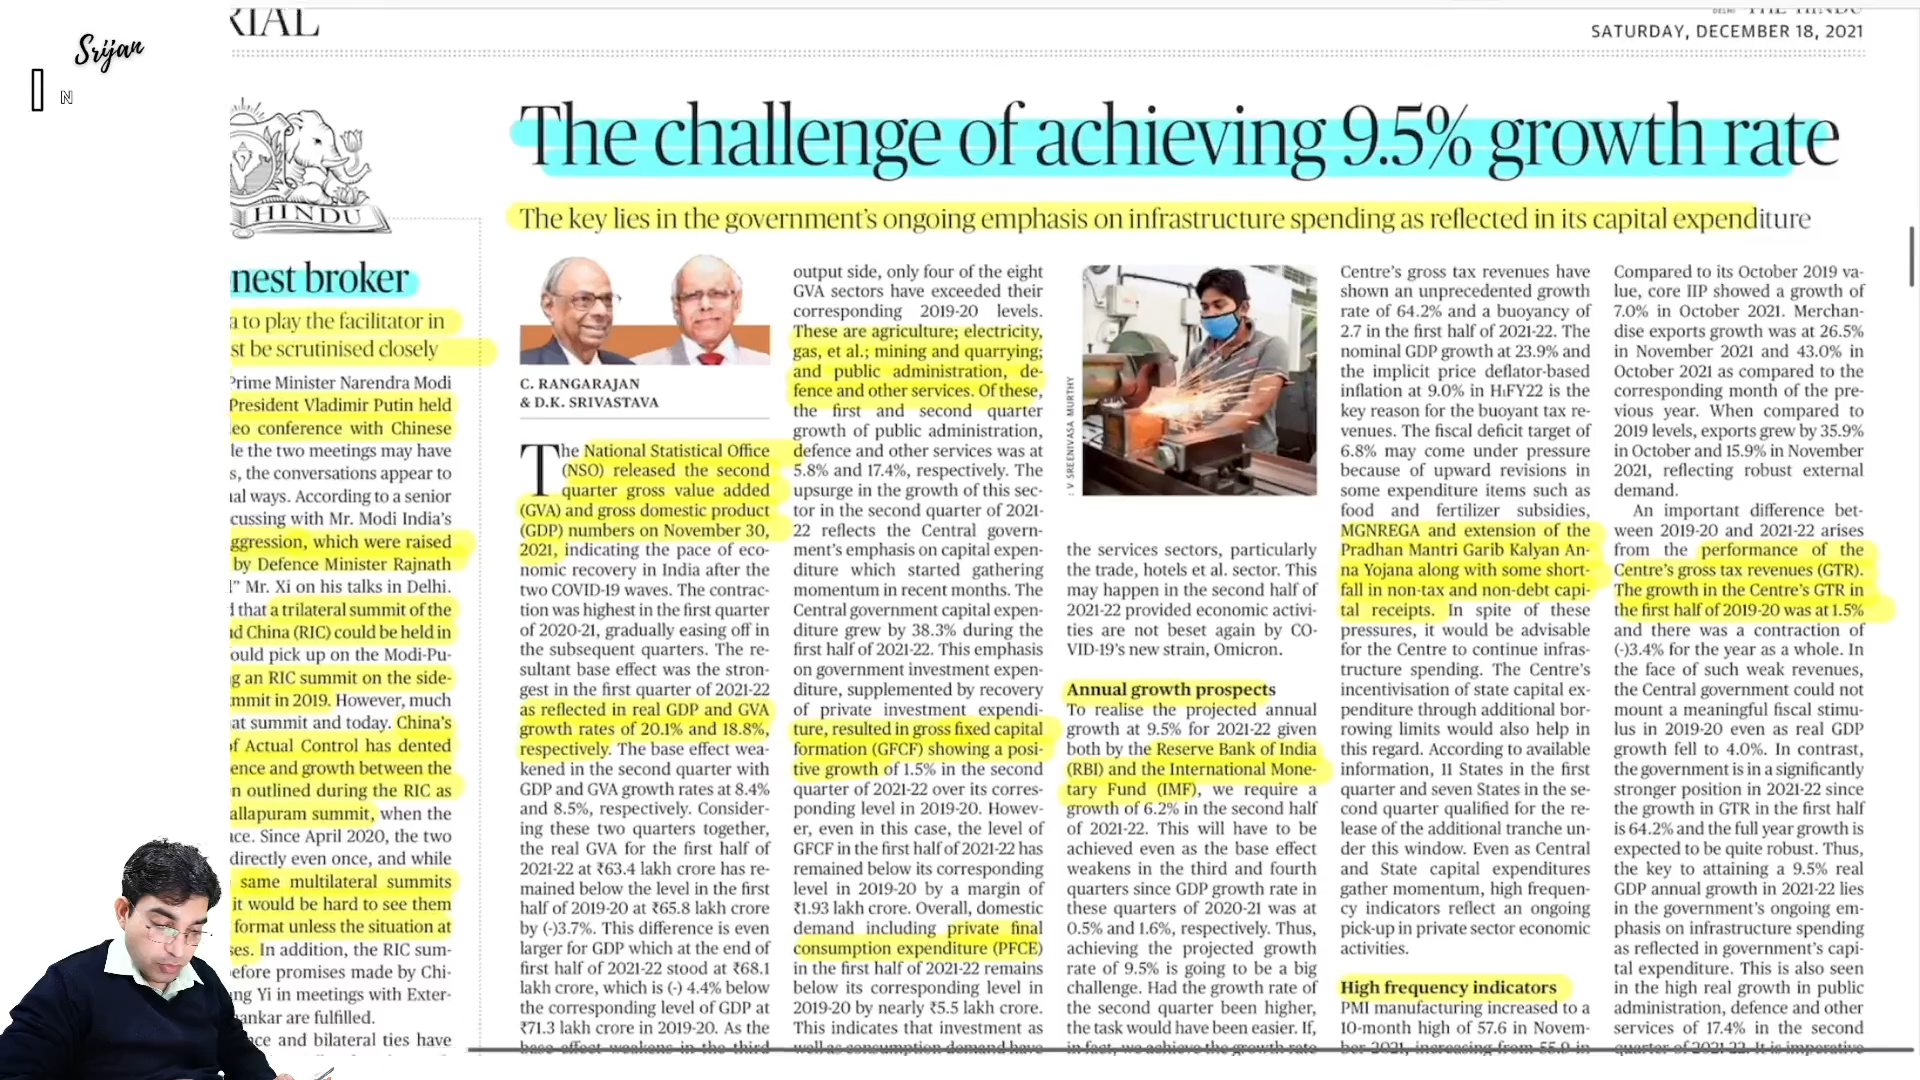 Srijan
IN
RIAL
DELHI THE HINDU
SATURDAY, DECEMBER 18, 2021
HINDU
nest broker
a to play the facilitator in
st be scrutinised closely
Prime Minister Narendra Modi
President Vladimir Putin held
eo conference with Chinese
le the two meetings may have
s, the conversations appear to
al ways. According to a senior
cussing with Mr. Modi India's
ggression, which were raised
by Defence Minister Rajnath
" Mr. Xi on his talks in Delhi.
d that a trilateral summit of the
nd China (RIC) could be held in
ould pick up on the Modi-Pu-
g an RIC summit on the side-
mmit in 2019. However, much
at summit and today. China's
of Actual Control has dented
ence and growth between the
n outlined during the RIC as
allapuram summit, when the
ace. Since April 2020, the two
directly even once, and while
same multilateral summits
it would be hard to see them
format unless the situation at
ses. In addition, the RIC sum-
efore promises made by Chi-
ng Yi in meetings with Exter-
ankar are fulfilled.
nce and bilateral ties have
The challenge of achieving 9.5% growth rate
The key lies in the government's ongoing emphasis on infrastructure spending as reflected in its capital expenditure
C. RANGARAJAN
& D.K. SRIVASTAVA
The National Statistical Office
(NSO) released the second
quarter gross value added
(GVA) and gross domestic product
(GDP) numbers on November 30,
2021, indicating the pace of eco-
nomic recovery in India after the
two COVID-19 waves. The contrac-
tion was highest in the first quarter
of 2020-21, gradually easing off in
the subsequent quarters. The re-
sultant base effect was the stron-
gest in the first quarter of 2021-22
as reflected in real GDP and GVA
growth rates of 20.1% and 18.8%,
respectively. The base effect wea-
kened in the second quarter with
GDP and GVA growth rates at 8.4%
and 8.5%, respectively. Consider-
ing these two quarters together,
the real GVA for the first half of
2021-22 at ₹63.4 lakh crore has re-
mained below the level in the first
half of 2019-20 at ₹65.8 lakh crore
by (-)3.7%. This difference is even
larger for GDP which at the end of
first half of 2021-22 stood at ₹68.1
lakh crore, which is (-) 4.4% below
the corresponding level of GDP at
₹71.3 lakh crore in 2019-20. As the
base effect weakens in the third
output side, only four of the eight
GVA sectors have exceeded their
corresponding 2019-20 levels.
These are agriculture; electricity,
gas, et al.; mining and quarrying;
and public administration, de-
fence and other services. Of these,
the first and second quarter
growth of public administration,
defence and other services was at
5.8% and 17.4%, respectively. The
upsurge in the growth of this sec-
tor in the second quarter of 2021-
22 reflects the Central govern-
ment's emphasis on capital expen-
diture which started gathering
momentum in recent months. The
Central government capital expen-
diture grew by 38.3% during the
first half of 2021-22. This emphasis
on government investment expen-
diture, supplemented by recovery
of private investment expendi-
ture, resulted in gross fixed capital
formation (GFCF) showing a posi-
tive growth of 1.5% in the second
quarter of 2021-22 over its corres-
ponding level in 2019-20. Howev-
er, even in this case, the level of
GFCF in the first half of 2021-22 has
remained below its corresponding
level in 2019-20 by a margin of
₹1.93 lakh crore. Overall, domestic
demand including private final
consumption expenditure (PFCE)
in the first half of 2021-22 remains
below its corresponding level in
2019-20 by nearly ₹5.5 lakh crore.
This indicates that investment as
well as consumption demand have
: V SREENIVASA MURTHY
the services sectors, particularly
the trade, hotels et al. sector. This
may happen in the second half of
2021-22 provided economic activi-
ties are not beset again by CO-
VID-19's new strain, Omicron.
Annual growth prospects
To realise the projected annual
growth at 9.5% for 2021-22 given
both by the Reserve Bank of India
(RBI) and the International Mone-
tary Fund (IMF), we require a
growth of 6.2% in the second half
of 2021-22. This will have to be
achieved even as the base effect
weakens in the third and fourth
quarters since GDP growth rate in
these quarters of 2020-21 was at
0.5% and 1.6%, respectively. Thus,
achieving the projected growth
rate of 9.5% is going to be a big
challenge. Had the growth rate of
the second quarter been higher,
the task would have been easier. If,
in fact, we achieve the growth rate
Centre's gross tax revenues have
shown an unprecedented growth
rate of 64.2% and a buoyancy of
2.7 in the first half of 2021-22. The
nominal GDP growth at 23.9% and
the implicit price deflator-based
inflation at 9.0% in H1FY22 is the
key reason for the buoyant tax re-
venues. The fiscal deficit target of
6.8% may come under pressure
because of upward revisions in
some expenditure items such as
food and fertilizer subsidies,
MGNREGA and extension of the
Pradhan Mantri Garib Kalyan An-
na Yojana along with some short-
fall in non-tax and non-debt capi-
tal receipts. In spite of these
pressures, it would be advisable
for the Centre to continue infras-
tructure spending. The Centre's
incentivisation of state capital ex-
penditure through additional bor-
rowing limits would also help in
this regard. According to available
information, 11 States in the first
quarter and seven States in the se-
cond quarter qualified for the re-
lease of the additional tranche un-
der this window. Even as Central
and State capital expenditures
gather momentum, high frequen-
cy indicators reflect an ongoing
pick-up in private sector economic
activities.
High frequency indicators
PMI manufacturing increased to a
10-month high of 57.6 in Novem-
ber 2021, increasing from 55.9 in
Compared to its October 2019 va-
lue, core IIP showed a growth of
7.0% in October 2021. Merchan-
dise exports growth was at 26.5%
in November 2021 and 43.0% in
October 2021 as compared to the
corresponding month of the pre-
vious year. When compared to
2019 levels, exports grew by 35.9%
in October and 15.9% in November
2021, reflecting robust external
demand.
An important difference bet-
ween 2019-20 and 2021-22 arises
from the performance of the
Centre's gross tax revenues (GTR).
The growth in the Centre's GTR in
the first half of 2019-20 was at 1.5%
and there was a contraction of
(-)3.4% for the year as a whole. In
the face of such weak revenues,
the Central government could not
mount a meaningful fiscal stimu-
lus in 2019-20 even as real GDP
growth fell to 4.0%. In contrast,
the government is in a significantly
stronger position in 2021-22 since
the growth in GTR in the first half
is 64.2% and the full year growth is
expected to be quite robust. Thus,
the key to attaining a 9.5% real
GDP annual growth in 2021-22 lies
in the government's ongoing em-
phasis on infrastructure spending
as reflected in government's capi-
tal expenditure. This is also seen
in the high real growth in public
administration, defence and other
services of 17.4% in the second
quarter of 2021-22. It is imperative